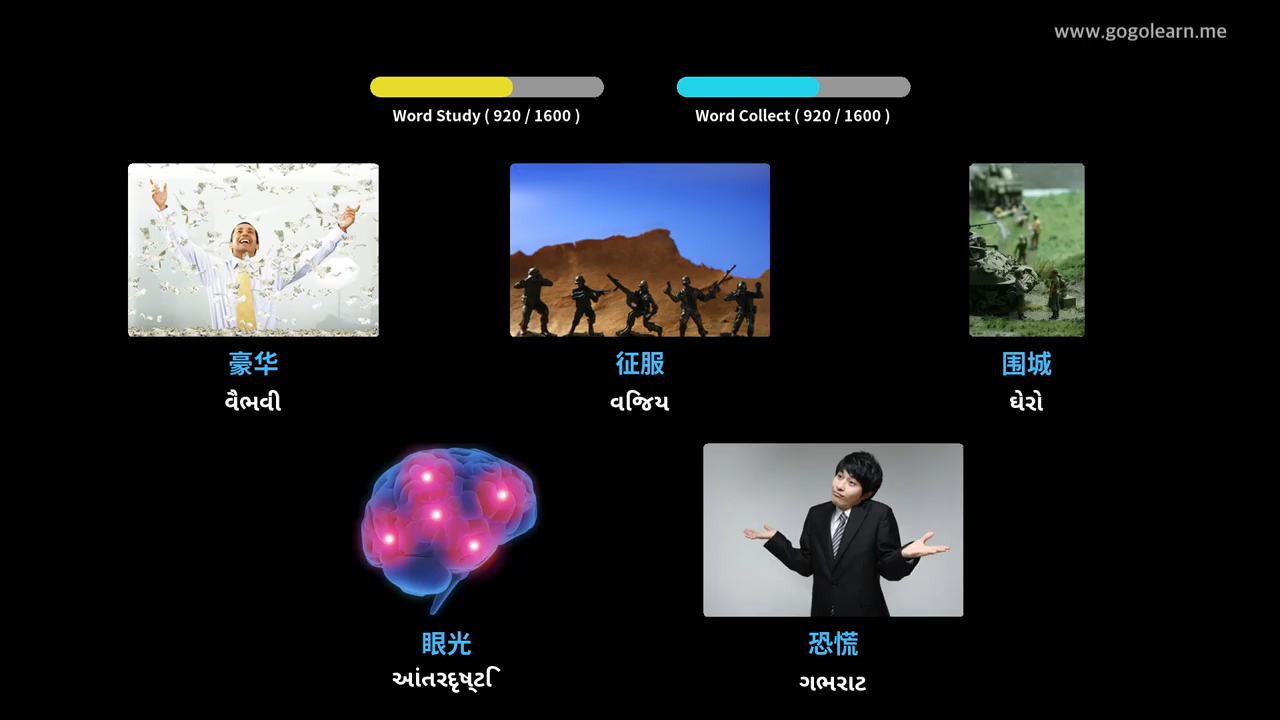 www.gogolearn.me
Word Study ( 920 / 1600 )
Word Collect ( 920 / 1600 )
豪华
વૈભવી
征服
વજિય
围城
ઘેરો
眼光
આંતરદૃષ્ટિ
恐慌
ગભરાટ